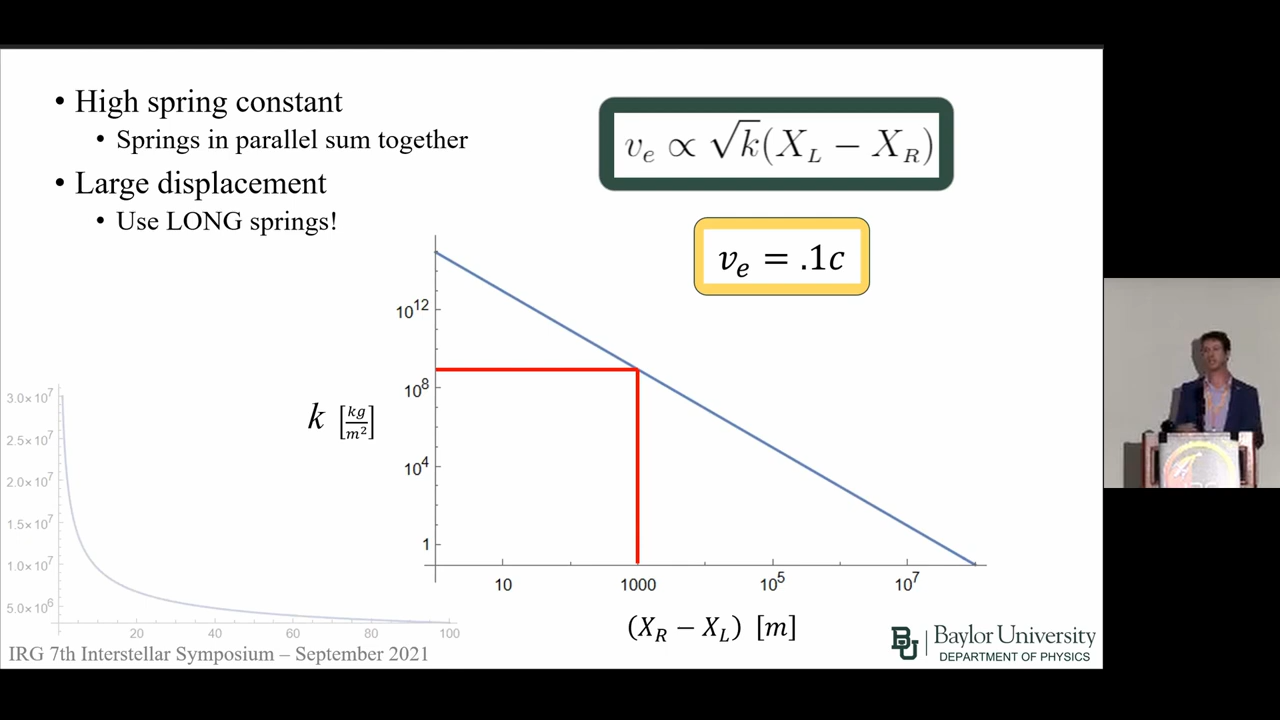 • High spring constant
• Springs in parallel sum together
• Large displacement
• Use LONG springs!
v_e ∝ √k(X_L − X_R)
v_e = .1c
10^12
10^8
10^4
1
k [kg/m²]
10
1000
10^5
10^7
(X_R − X_L) [m]
3.0×10^7
2.5×10^7
2.0×10^7
1.5×10^7
1.0×10^7
5.0×10^6
20
40
60
80
100
IRG 7th Interstellar Symposium – September 2021
BU
Baylor University
DEPARTMENT OF PHYSICS